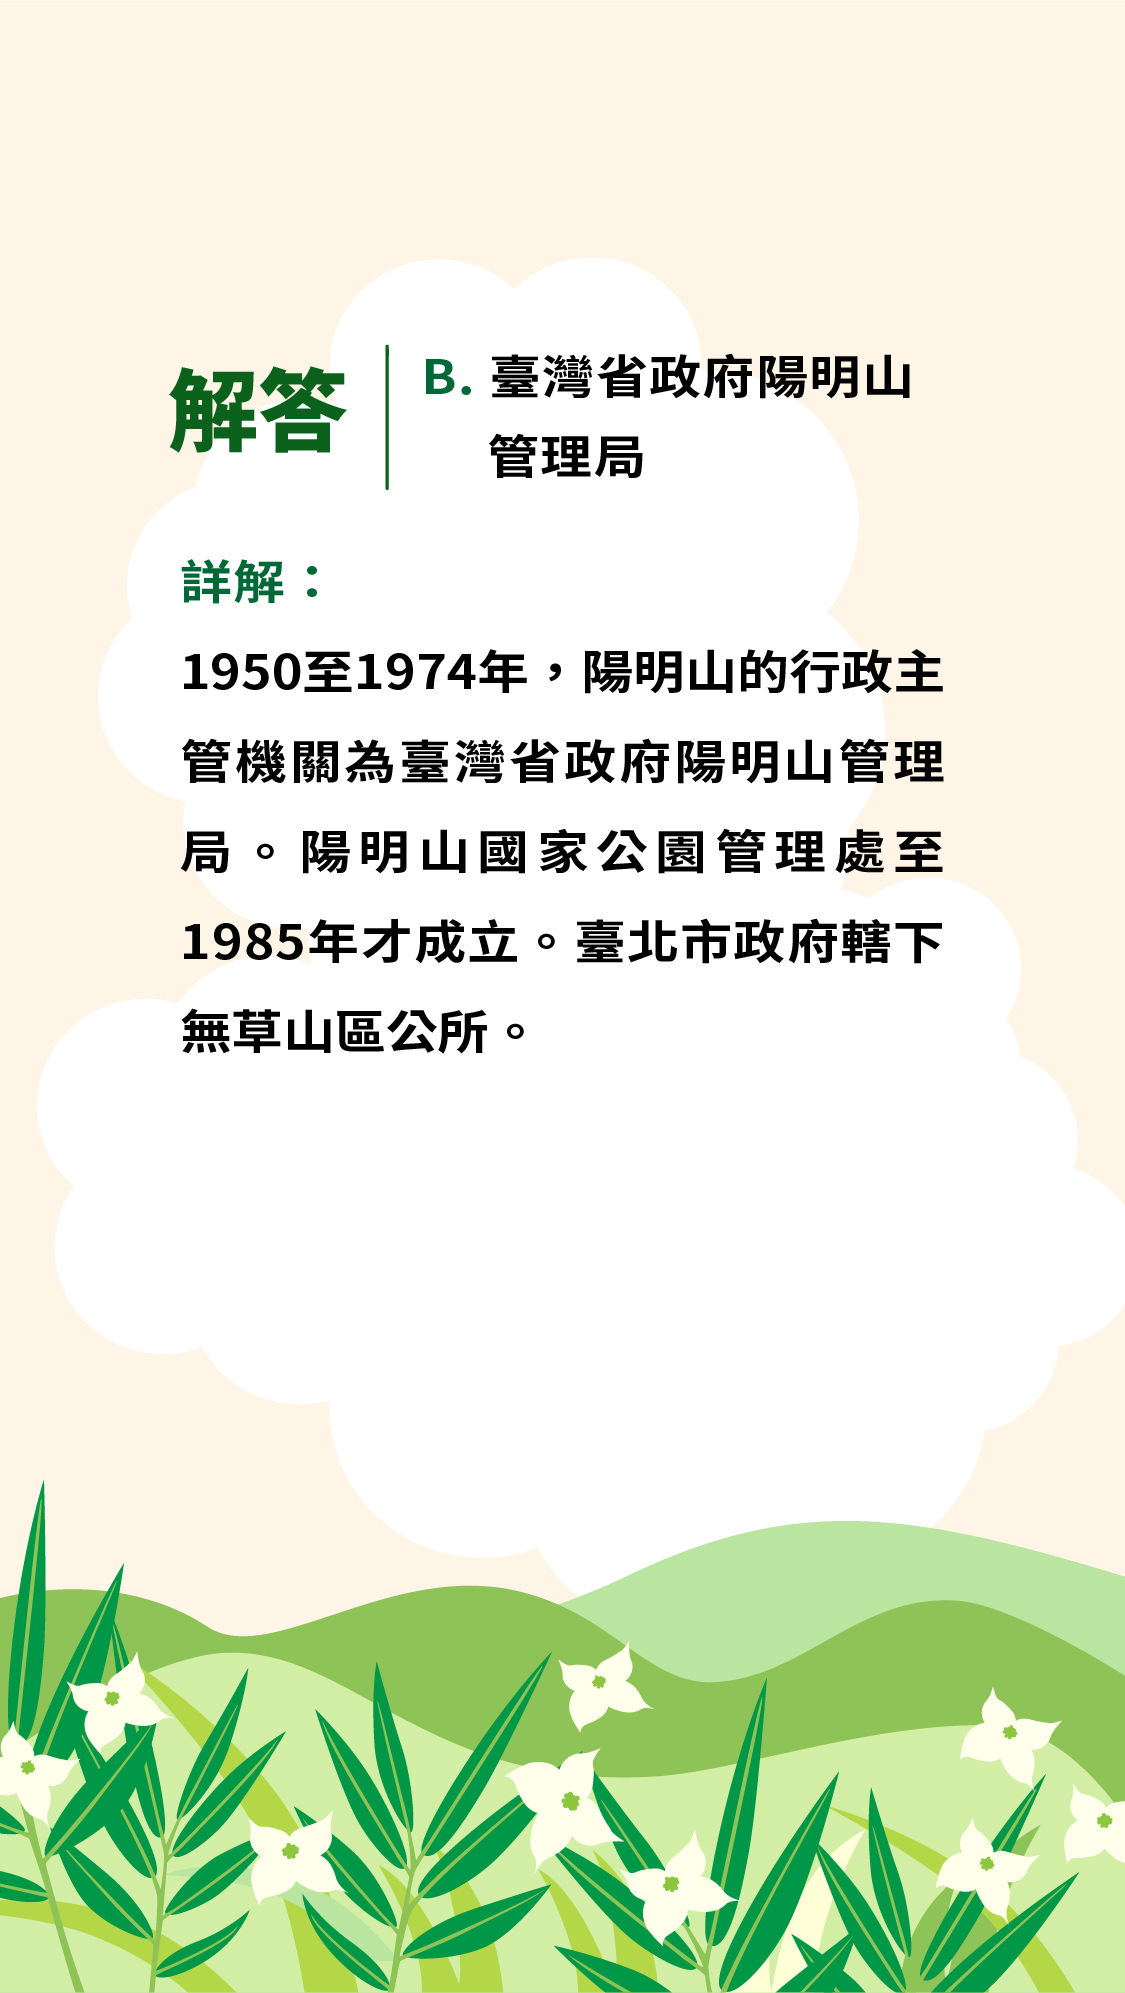 解答
B. 臺灣省政府陽明山
管理局
詳解：
1950至1974年，陽明山的行政主
管機關為臺灣省政府陽明山管理
局。陽明山國家公園管理處至
1985年才成立。臺北市政府轄下
無草山區公所。